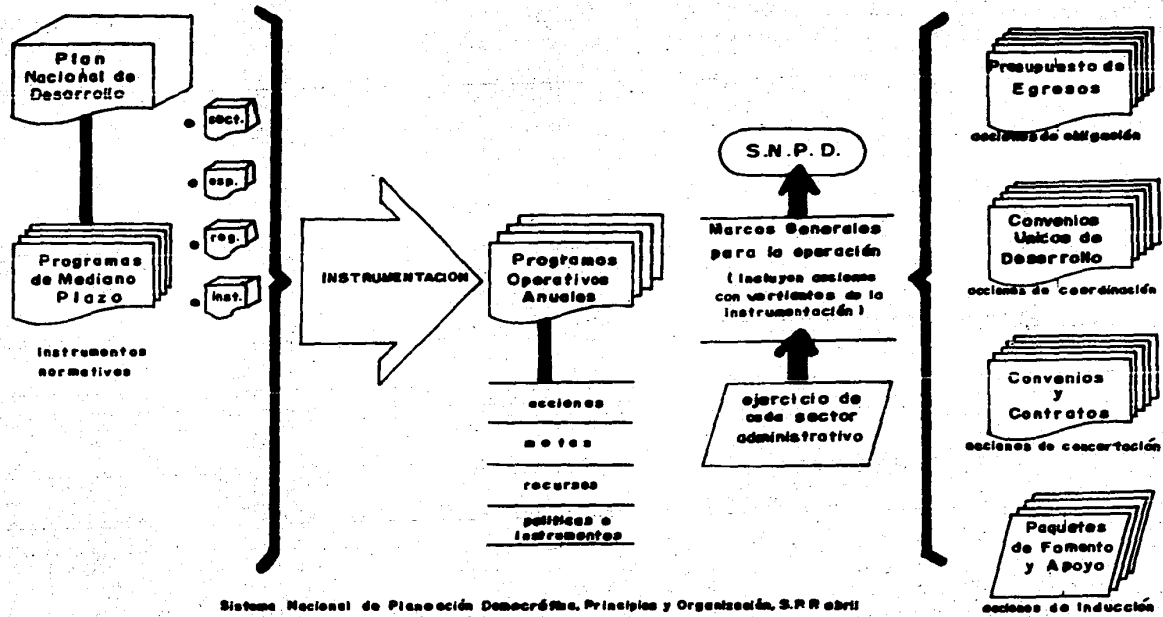 Plan
Nacional de
Desarrollo
sect.
esp.
reg.
inst.
Programas
de Mediano
Plazo
instrumentos
normativos
INSTRUMENTACIÓN
Programas
Operativos
Anuales
acciones
metas
recursos
políticas e
instrumentos
S.N.P.D.
Marcos Generales
para la operación
(incluyen acciones
con vertientes de la
instrumentación)
ejercicio de
cada sector
administrativo
Presupuesto de
Egresos
acciones de obligación
Convenios
Unicos de
Desarrollo
acciones de coordinación
Convenios
y
Contratos
acciones de concertación
Paquetes
de Fomento
y Apoyo
acciones de inducción
Sistema Nacional de Planeación Democrática, Principios y Organización, S.P.P. abril